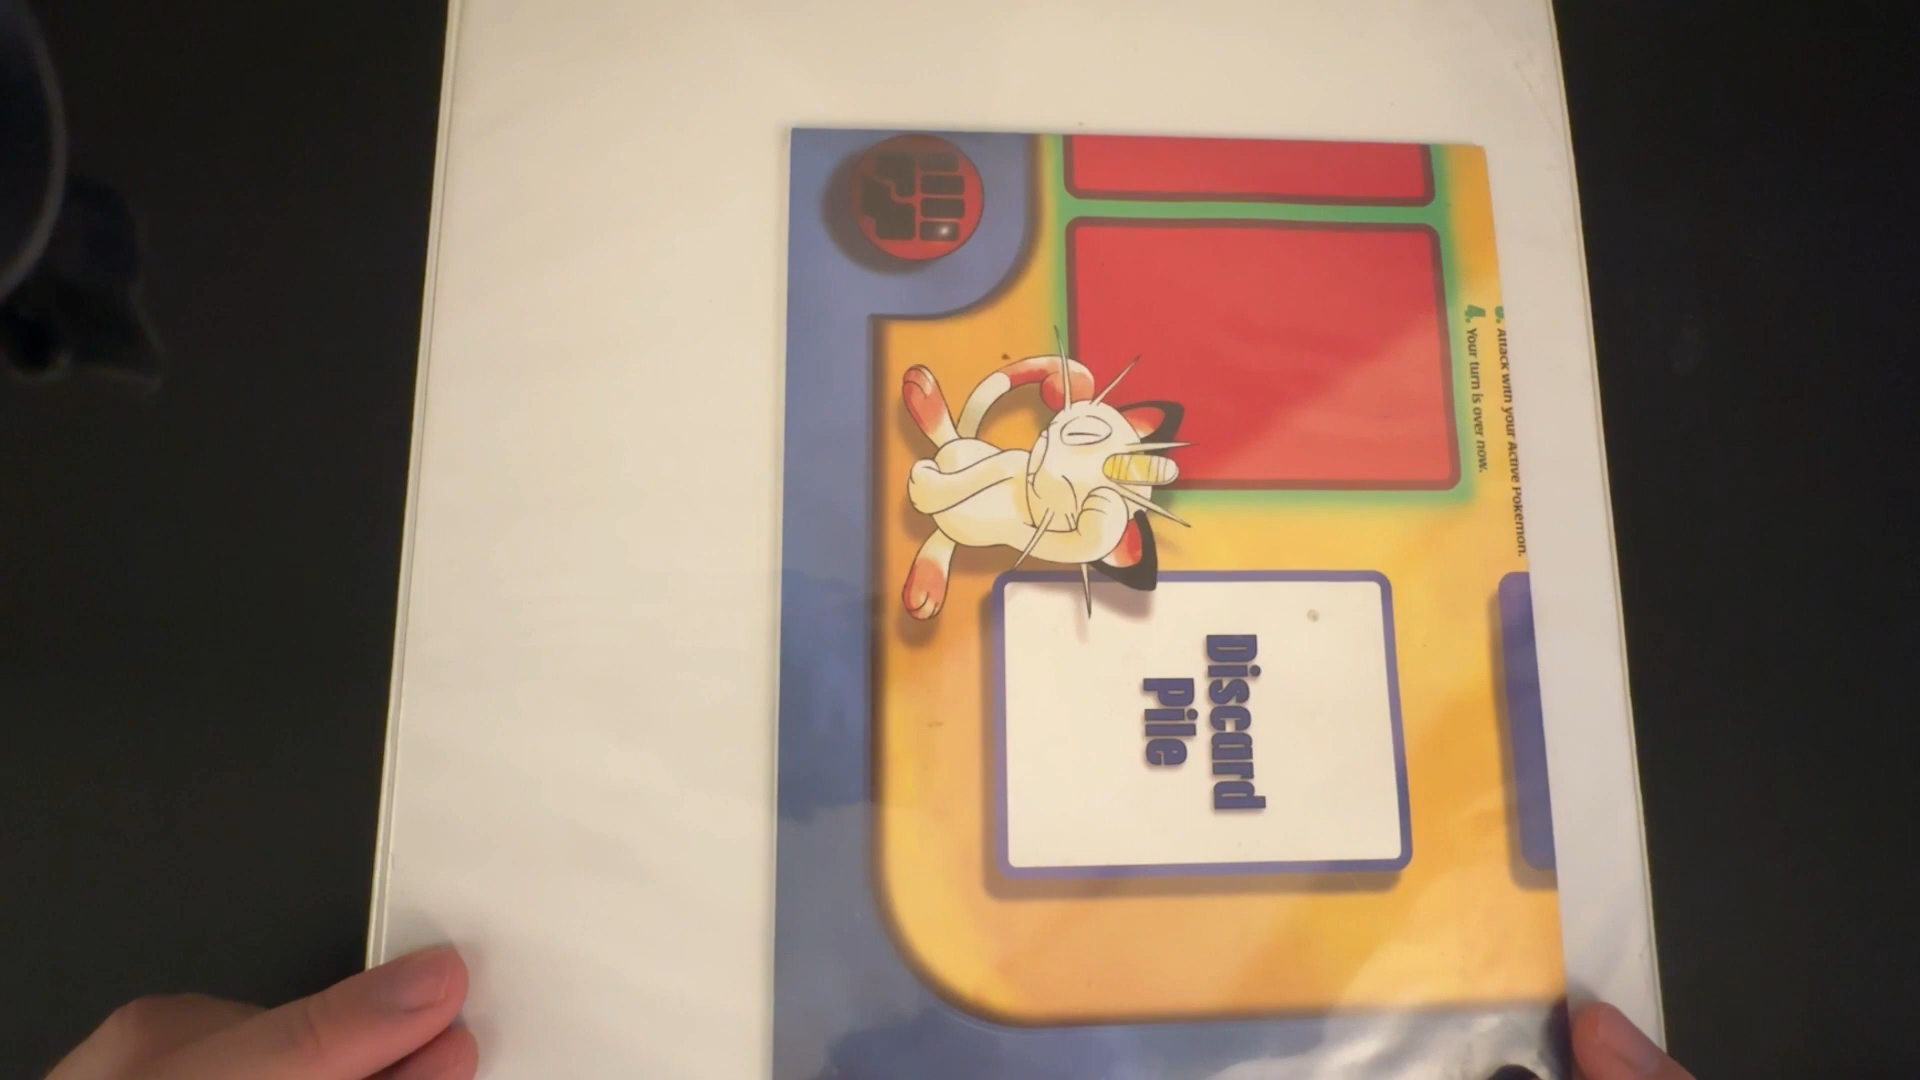 Attack with your Active Pokémon.
4. Your turn is over now.
Discard
Pile